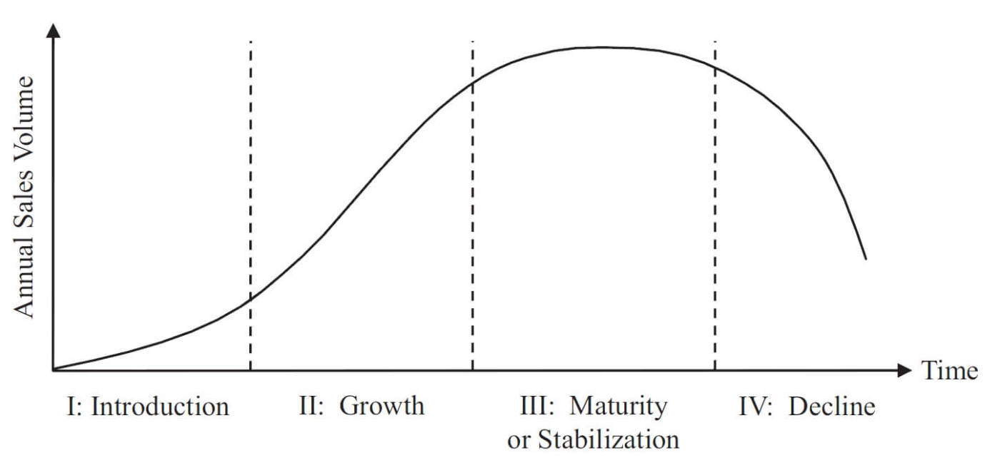 Annual Sales Volume
Time
I: Introduction
II: Growth
III: Maturity
or Stabilization
IV: Decline